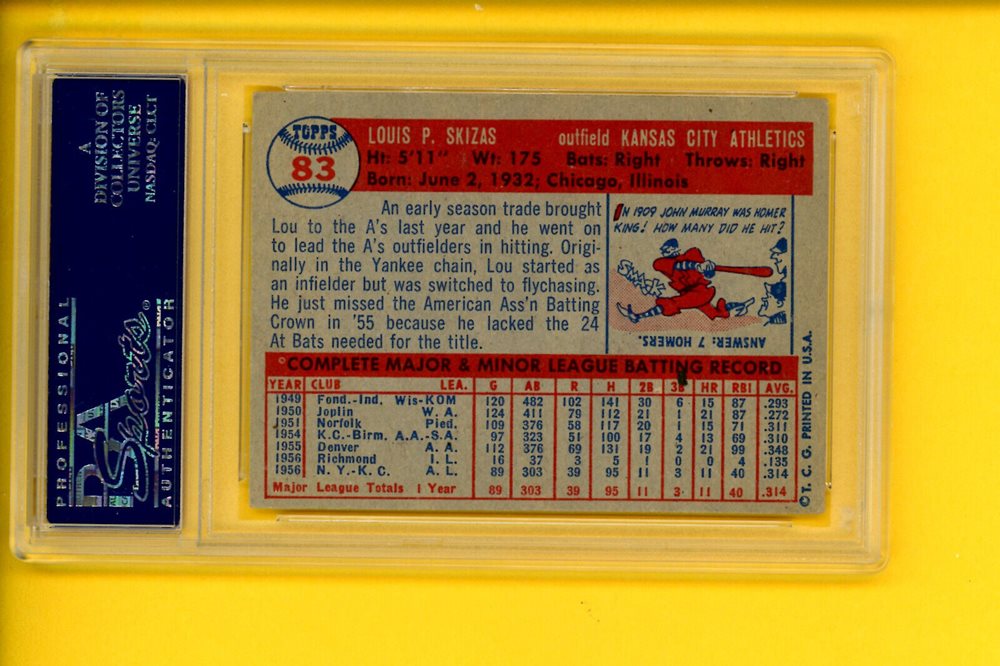 A
DIVISION OF
COLLECTORS
UNIVERSE
NASDAQ: CLCT
PROFESSIONAL
PSA
Sports®
AUTHENTICATOR
TOPPS
83
LOUIS P. SKIZAS outfield KANSAS CITY ATHLETICS
Ht: 5'11" Wt: 175 Bats: Right Throws: Right
Born: June 2, 1932; Chicago, Illinois
An early season trade brought
Lou to the A's last year and he went on
to lead the A's outfielders in hitting. Origi-
nally in the Yankee chain, Lou started as
an infielder but was switched to flychasing.
He just missed the American Ass'n Batting
Crown in '55 because he lacked the 24
At Bats needed for the title.
IN 1909 JOHN MURRAY WAS HOMER
KING! HOW MANY DID HE HIT?
ANSWER: 7 HOMERS.
COMPLETE MAJOR & MINOR LEAGUE BATTING RECORD
YEAR CLUB LEA. G AB R H 2B 3B HR RBI AVG.
1949 Fond.-Ind, Wis-KOM 120 482 102 141 30 6 15 87 .293
1950 Joplin W. A. 124 411 79 112 21 1 21 87 .272
1951 Norfolk Pied. 109 376 58 117 20 1 15 71 .311
1954 K.C.-Birm. A.A.-S.A. 97 323 51 100 17 4 13 69 .310
1955 Denver A. A. 112 376 69 131 19 2 21 99 .348
1956 Richmond I. L. 16 37 3 5 1 0 0 4 .135
1956 N. Y.-K. C. A. L. 89 303 39 95 11 3 11 40 .314
Major League Totals 1 Year 89 303 39 95 11 3 11 40 .314
©T. C. G. PRINTED IN U.S.A.